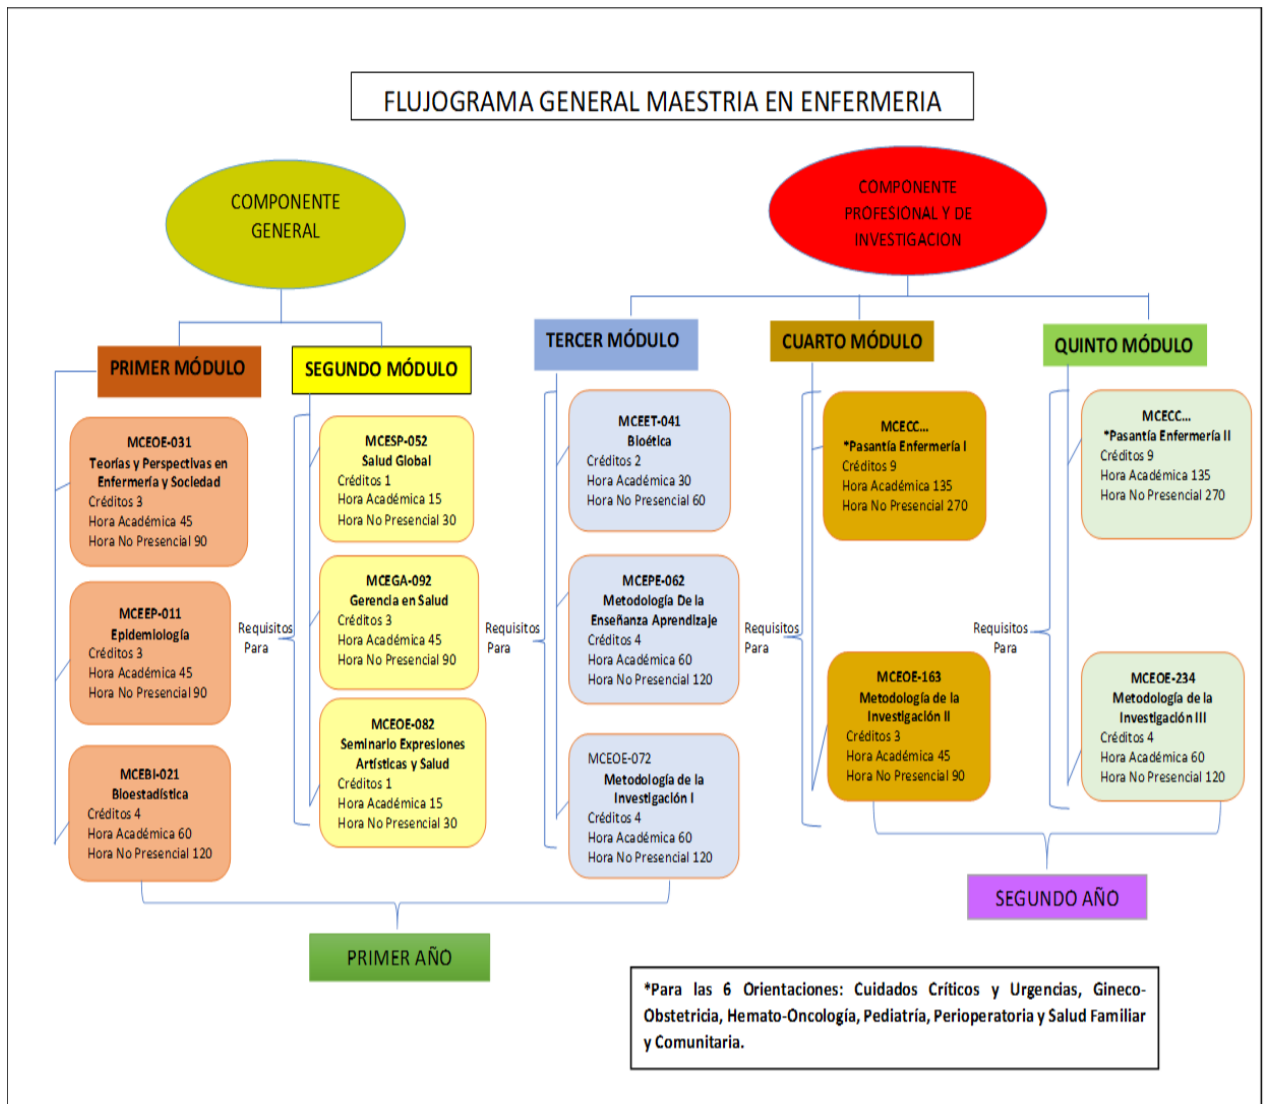 FLUJOGRAMA GENERAL MAESTRIA EN ENFERMERIA
COMPONENTE
GENERAL
COMPONENTE
PROFESIONAL Y DE
INVESTIGACION
PRIMER MÓDULO
SEGUNDO MÓDULO
TERCER MÓDULO
CUARTO MÓDULO
QUINTO MÓDULO
MCEOE-031
Teorías y Perspectivas en
Enfermería y Sociedad
Créditos 3
Hora Académica 45
Hora No Presencial 90
MCEEP-011
Epidemiología
Créditos 3
Hora Académica 45
Hora No Presencial 90
MCEBI-021
Bioestadística
Créditos 4
Hora Académica 60
Hora No Presencial 120
Requisitos
Para
MCESP-052
Salud Global
Créditos 1
Hora Académica 15
Hora No Presencial 30
MCEGA-092
Gerencia en Salud
Créditos 3
Hora Académica 45
Hora No Presencial 90
MCEOE-082
Seminario Expresiones
Artísticas y Salud
Créditos 1
Hora Académica 15
Hora No Presencial 30
Requisitos
Para
MCEET-041
Bioética
Créditos 2
Hora Académica 30
Hora No Presencial 60
MCEPE-062
Metodología De la
Enseñanza Aprendizaje
Créditos 4
Hora Académica 60
Hora No Presencial 120
MCEOE-072
Metodología de la
Investigación I
Créditos 4
Hora Académica 60
Hora No Presencial 120
Requisitos
Para
MCECC...
*Pasantía Enfermería I
Créditos 9
Hora Académica 135
Hora No Presencial 270
MCEOE-163
Metodología de la
Investigación II
Créditos 3
Hora Académica 45
Hora No Presencial 90
Requisitos
Para
MCECC...
*Pasantía Enfermería II
Créditos 9
Hora Académica 135
Hora No Presencial 270
MCEOE-234
Metodología de la
Investigación III
Créditos 4
Hora Académica 60
Hora No Presencial 120
PRIMER AÑO
SEGUNDO AÑO
*Para las 6 Orientaciones: Cuidados Críticos y Urgencias, Gineco-
Obstetricia, Hemato-Oncología, Pediatría, Perioperatoria y Salud Familiar
y Comunitaria.